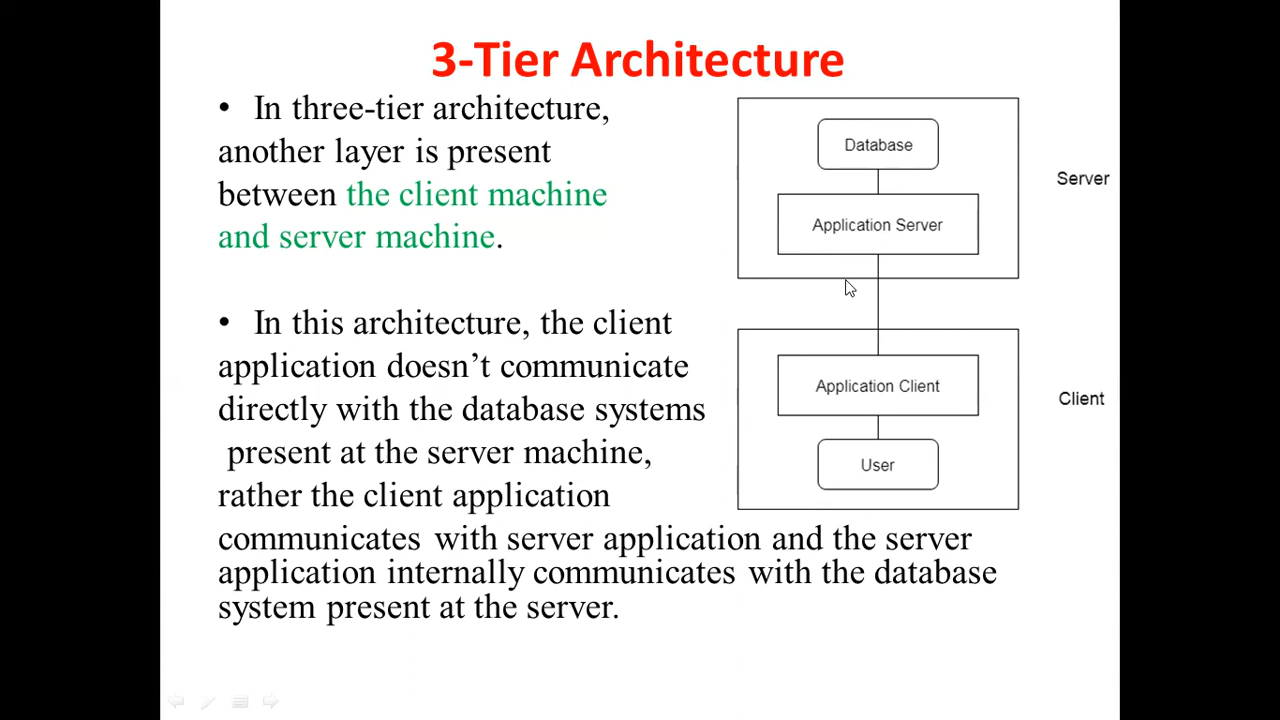 3-Tier Architecture
• In three-tier architecture,
another layer is present
between the client machine
and server machine.
• In this architecture, the client
application doesn’t communicate
directly with the database systems
present at the server machine,
rather the client application
communicates with server application and the server
application internally communicates with the database
system present at the server.
Database
Server
Application Server
Application Client
Client
User